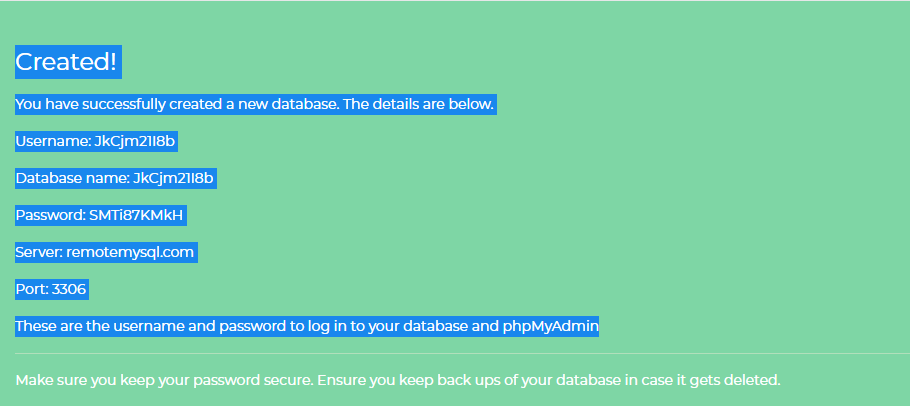 Created!
You have successfully created a new database. The details are below.
Username: JkCjm21I8b
Database name: JkCjm21I8b
Password: SMTi87KMkH
Server: remotemysql.com
Port: 3306
These are the username and password to log in to your database and phpMyAdmin
Make sure you keep your password secure. Ensure you keep back ups of your database in case it gets deleted.